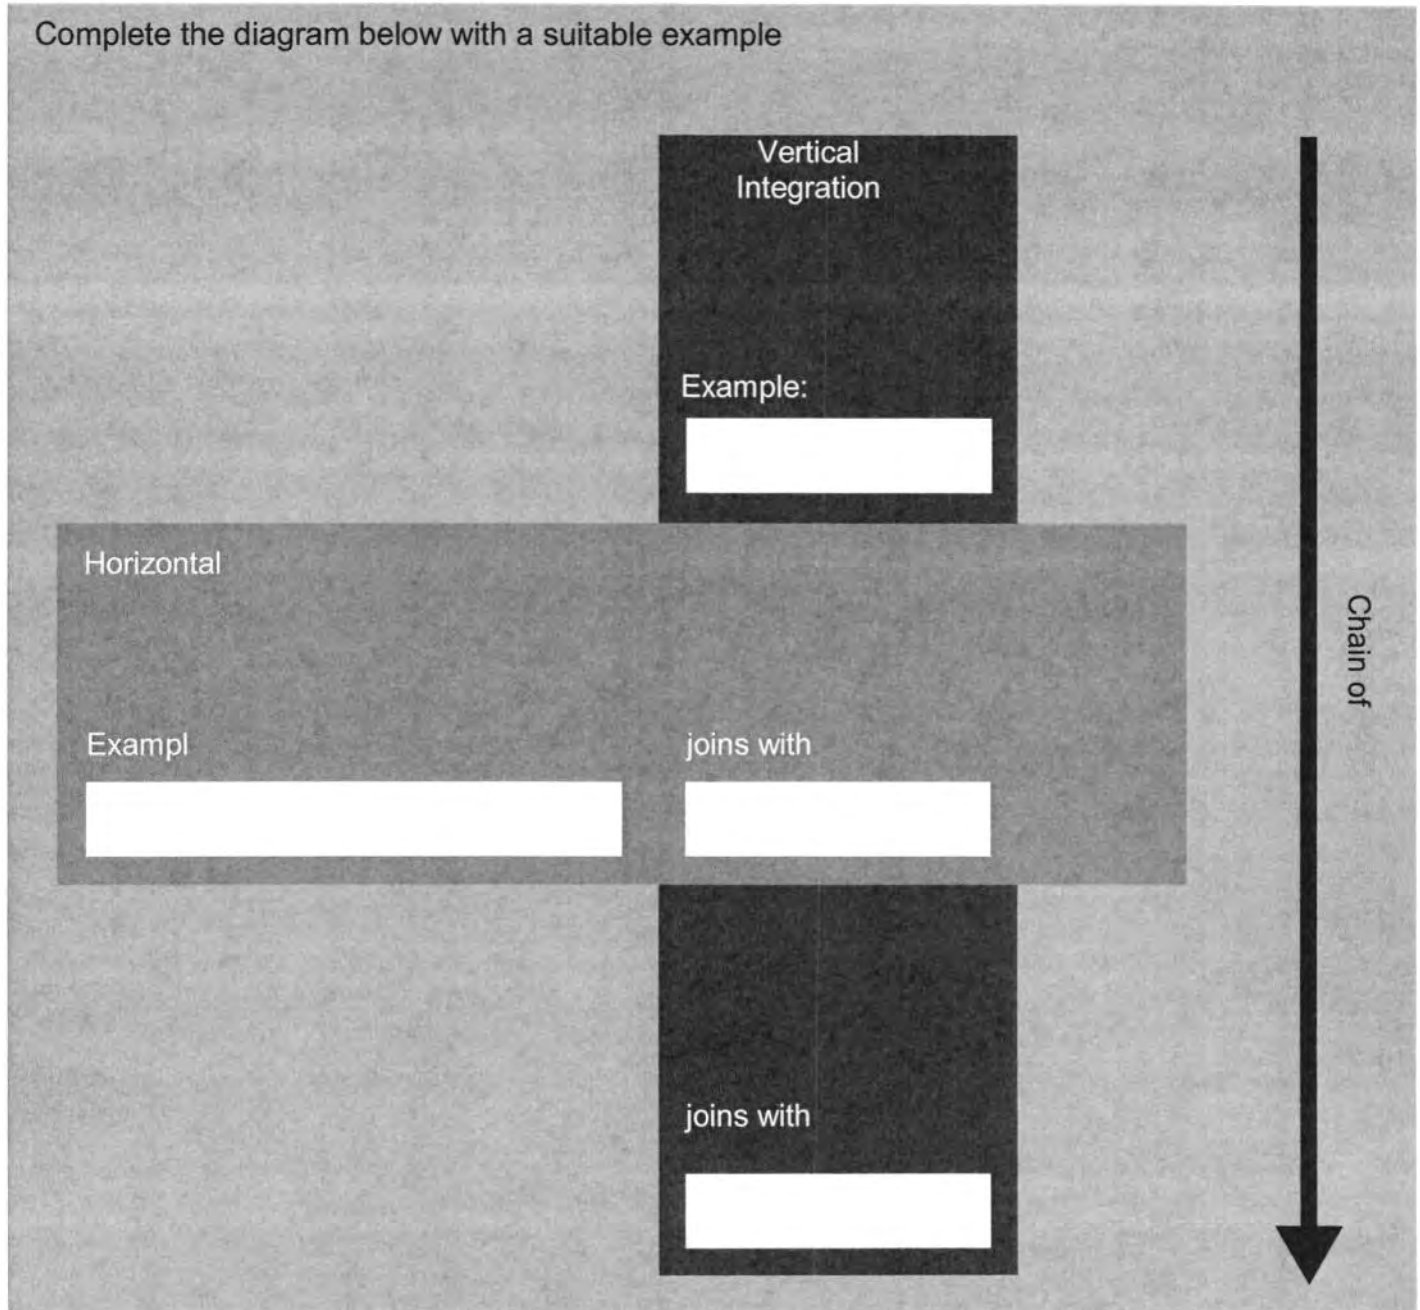 Complete the diagram below with a suitable example
Vertical
Integration
Example:
Horizontal
Exampl
joins with
joins with
Chain of